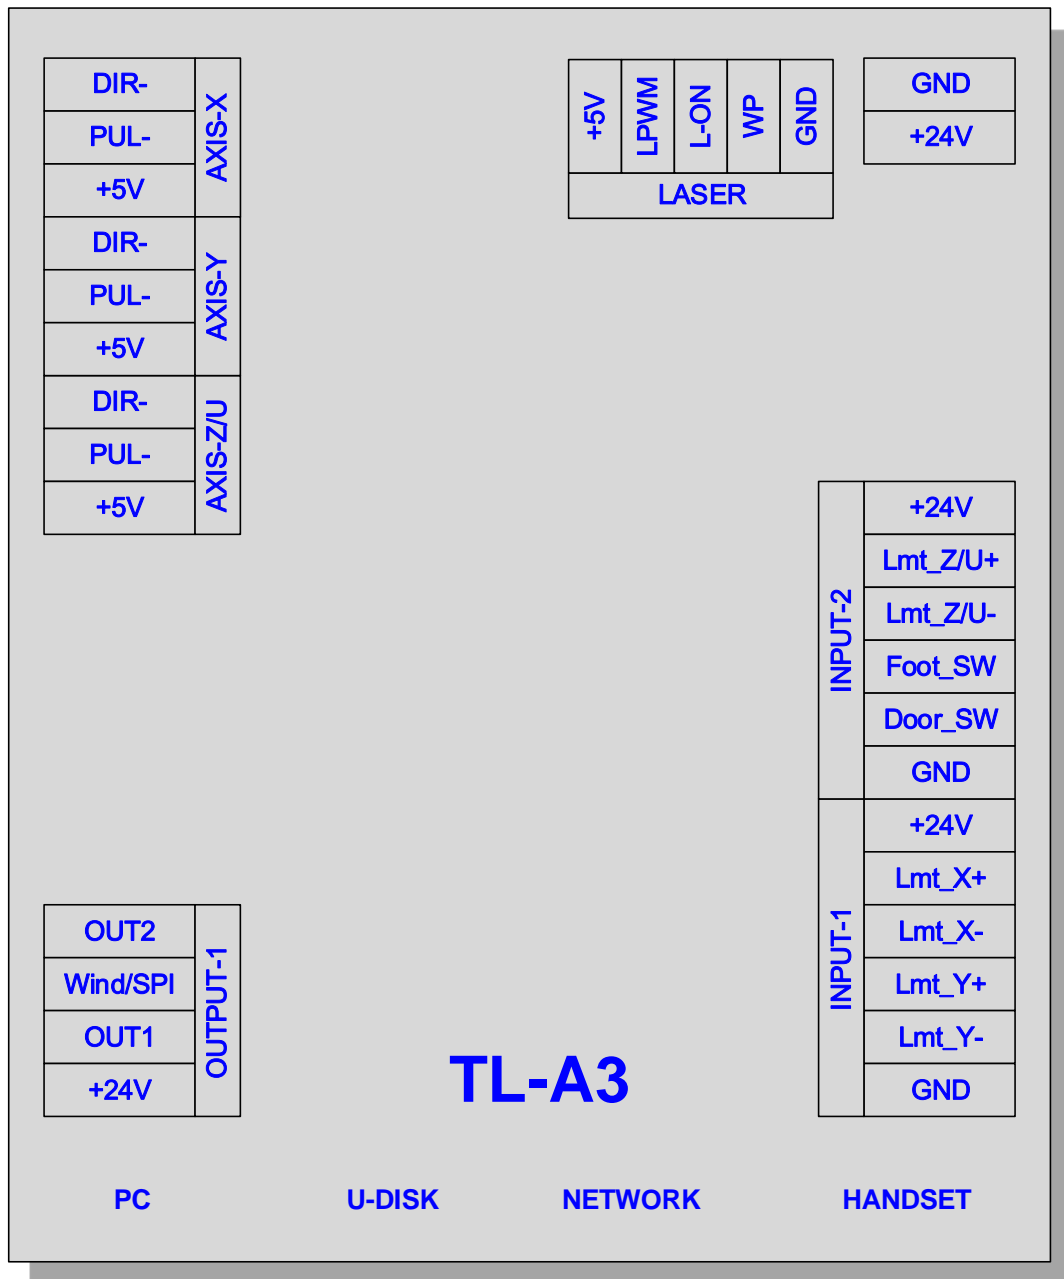 DIR-
PUL-
+5V
AXIS-X
DIR-
PUL-
+5V
AXIS-Y
DIR-
PUL-
+5V
AXIS-Z/U
+5V
LPWM
L-ON
WP
GND
LASER
GND
+24V
INPUT-2
+24V
Lmt_Z/U+
Lmt_Z/U-
Foot_SW
Door_SW
GND
INPUT-1
+24V
Lmt_X+
Lmt_X-
Lmt_Y+
Lmt_Y-
GND
OUT2
Wind/SPI
OUT1
+24V
OUTPUT-1
TL-A3
PC
U-DISK
NETWORK
HANDSET